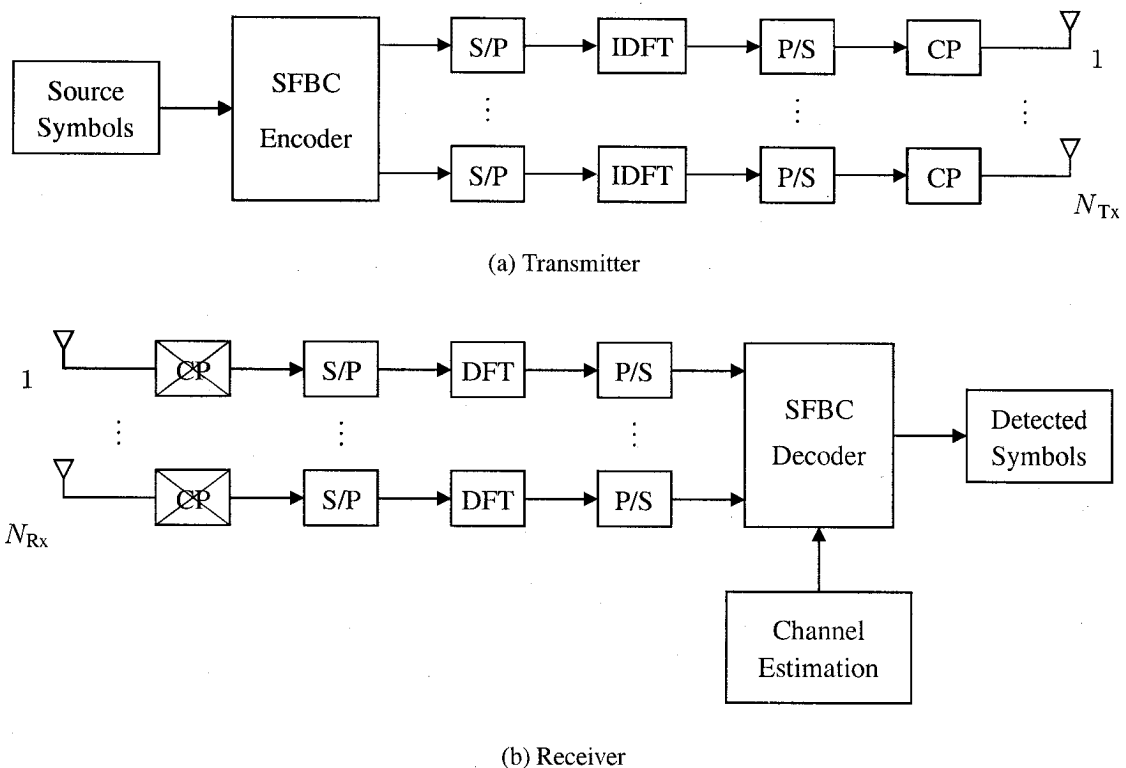 Source
Symbols
SFBC
Encoder
S/P
IDFT
P/S
CP
1
S/P
IDFT
P/S
CP
N_Tx
(a) Transmitter
1
CP
S/P
DFT
P/S
CP
S/P
DFT
P/S
N_Rx
SFBC
Decoder
Detected
Symbols
Channel
Estimation
(b) Receiver